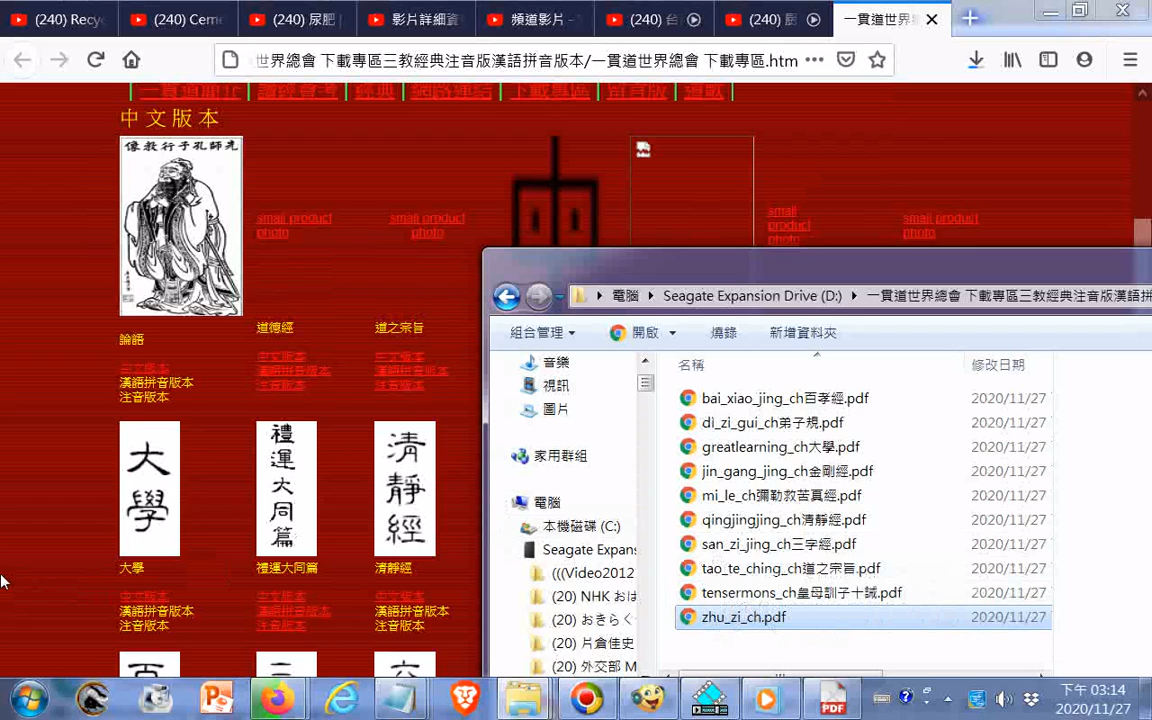 (240) Recy
(240) Ceme
(240) 尿肥
影片詳細資
頻道影片 -
(240) 台
(240) 厨
一貫道世界
世界總會 下載專區三教經典注音版漢語拼音版本/一貫道世界總會 下載專區.htm
經典
網路連結
下載專區
道歌
中文版本
像教行子孔師先
small product photo
small product photo
small product photo
small product photo
論語
道德經
道之宗旨
中文版本
中文版本
中文版本
漢語拼音版本
漢語拼音版本
漢語拼音版本
注音版本
注音版本
注音版本
大學
禮運大同篇
清靜經
大學
禮運大同篇
清靜經
中文版本
中文版本
中文版本
漢語拼音版本
漢語拼音版本
漢語拼音版本
注音版本
注音版本
注音版本
電腦
Seagate Expansion Drive (D:)
一貫道世界總會 下載專區三教經典注音版漢語拼
組合管理
開啟
燒錄
新增資料夾
音樂
視訊
圖片
家用群組
電腦
本機磁碟 (C:)
Seagate Expans
(((Video2012
(20) NHK おは
(20) おきらく
(20) 片倉佳史
(20) 外交部 M
名稱
修改日期
bai_xiao_jing_ch百孝經.pdf 2020/11/27
di_zi_gui_ch弟子規.pdf 2020/11/27
greatlearning_ch大學.pdf 2020/11/27
jin_gang_jing_ch金剛經.pdf 2020/11/27
mi_le_ch彌勒救苦真經.pdf 2020/11/27
qingjingjing_ch清靜經.pdf 2020/11/27
san_zi_jing_ch三字經.pdf 2020/11/27
tao_te_ching_ch道之宗旨.pdf 2020/11/27
tensermons_ch皇母訓子十誡.pdf 2020/11/27
zhu_zi_ch.pdf 2020/11/27
PDF
下午 03:14
2020/11/27